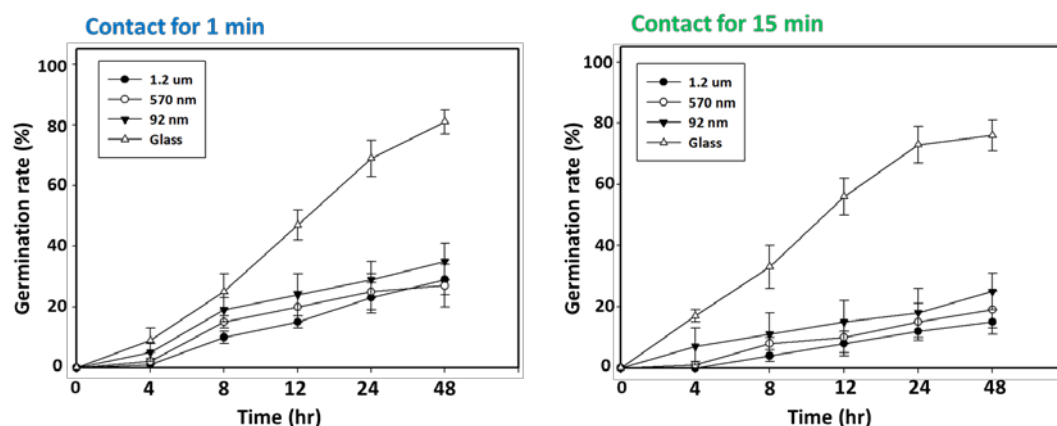 Contact for 1 min
100
80
60
40
20
0
Germination rate (%)
1.2 um
570 nm
92 nm
Glass
0 4 8 12 24 48
Time (hr)
Contact for 15 min
100
80
60
40
20
0
Germination rate (%)
1.2 um
570 nm
92 nm
Glass
0 4 8 12 24 48
Time (hr)